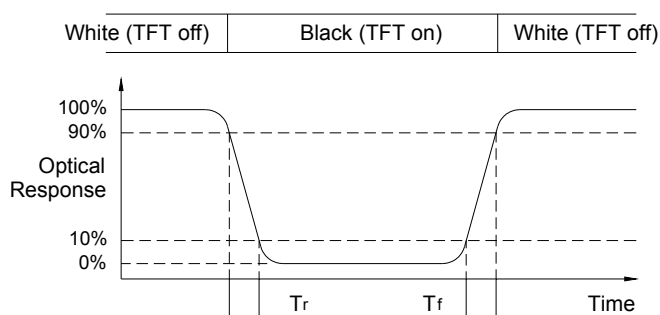 White (TFT off) Black (TFT on) White (TFT off)
100%
90%
Optical
Response
10%
0%
Tr Tf Time